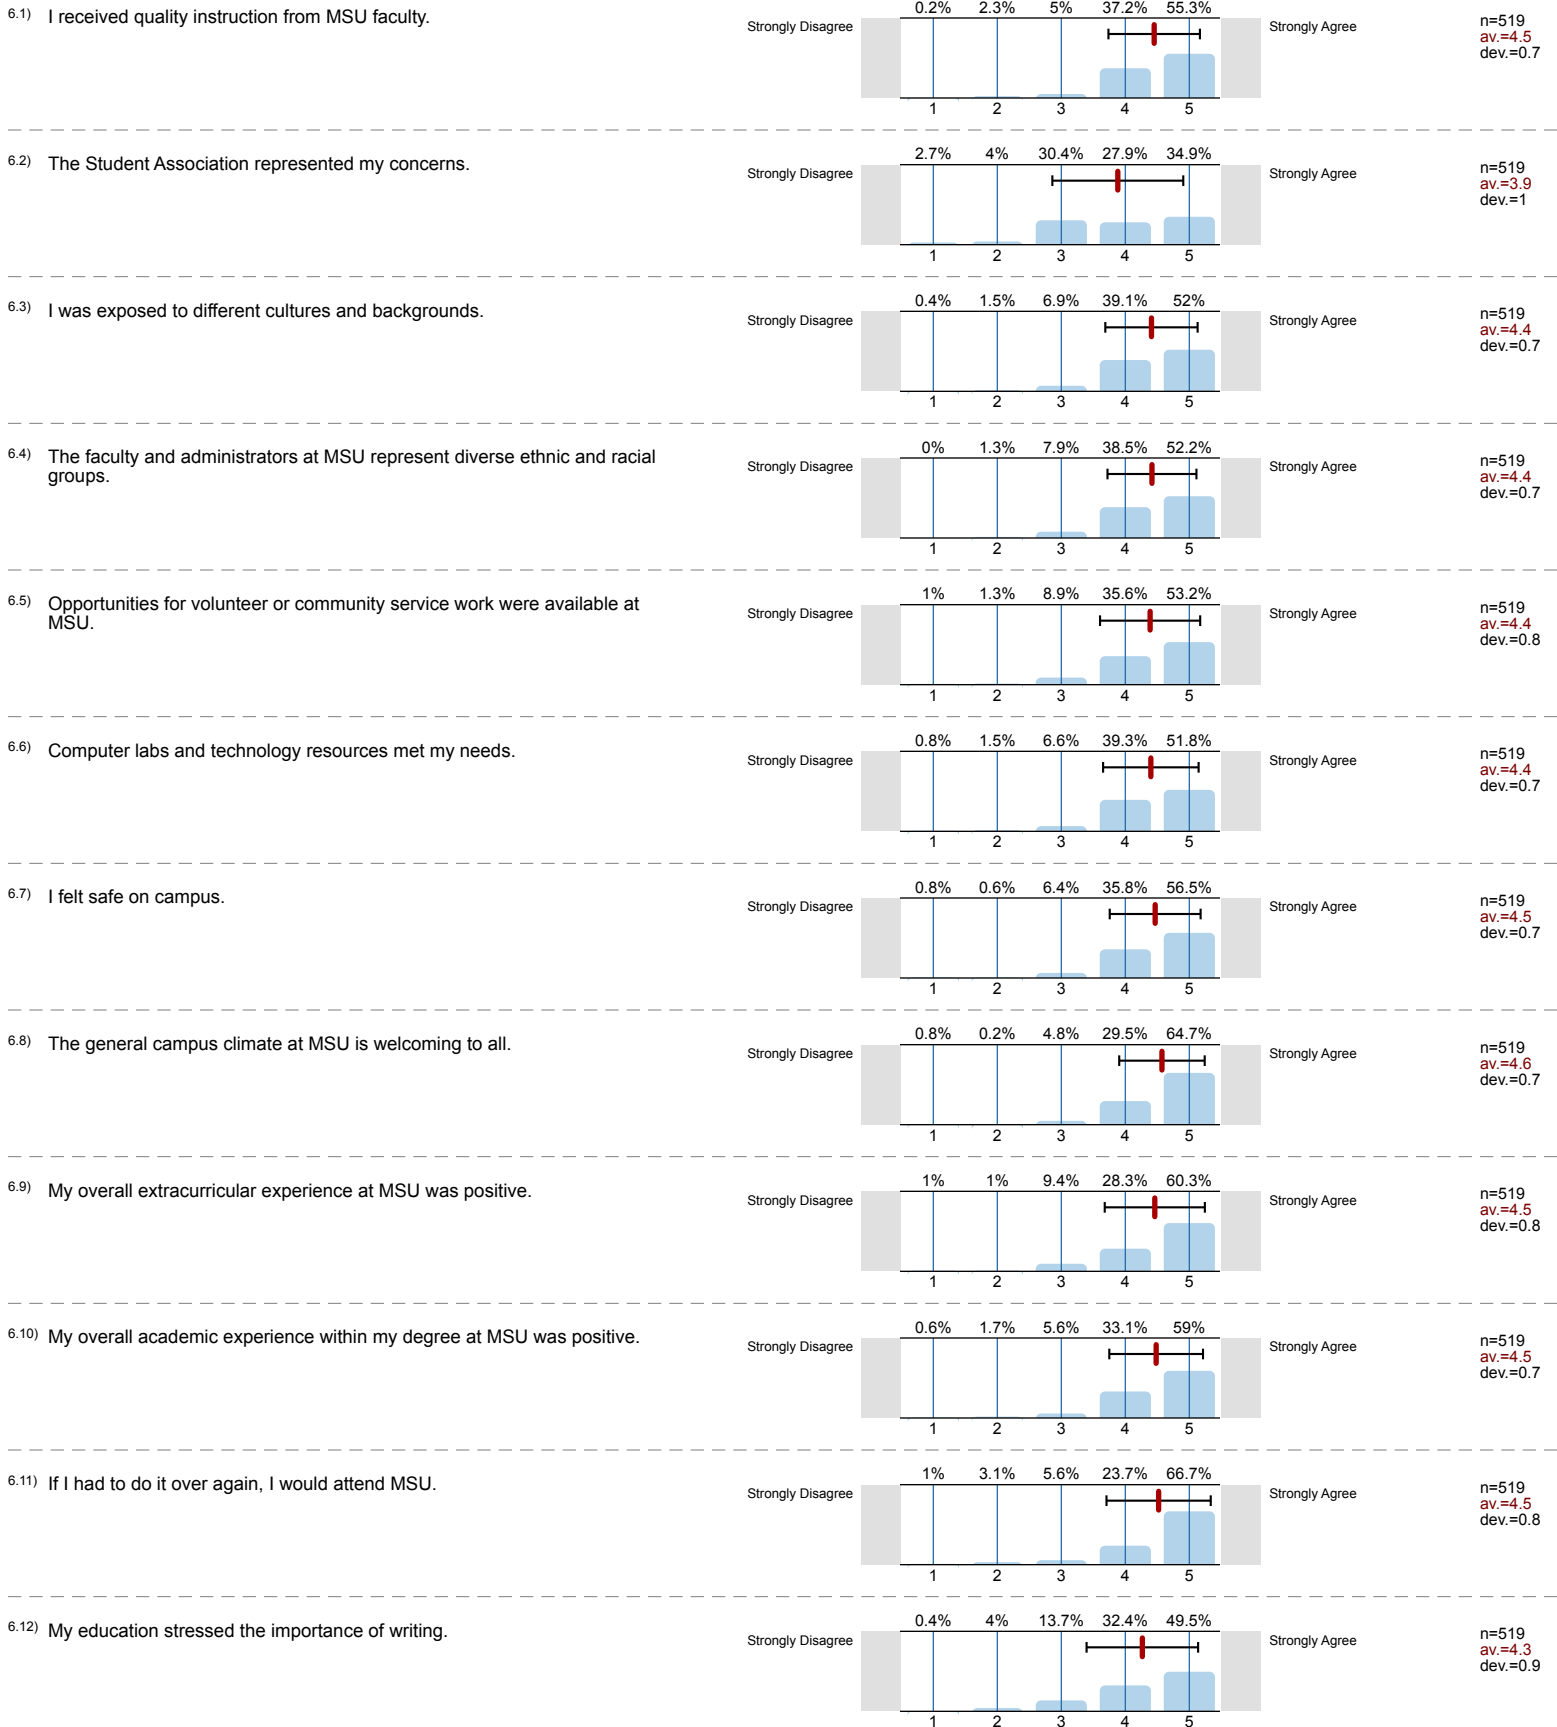 6.1) I received quality instruction from MSU faculty.
0.2% 2.3% 5% 37.2% 55.3%
Strongly Disagree Strongly Agree
n=519
av.=4.5
dev.=0.7
1 2 3 4 5
6.2) The Student Association represented my concerns.
2.7% 4% 30.4% 27.9% 34.9%
Strongly Disagree Strongly Agree
n=519
av.=3.9
dev.=1
1 2 3 4 5
6.3) I was exposed to different cultures and backgrounds.
0.4% 1.5% 6.9% 39.1% 52%
Strongly Disagree Strongly Agree
n=519
av.=4.4
dev.=0.7
1 2 3 4 5
6.4) The faculty and administrators at MSU represent diverse ethnic and racial
groups.
0% 1.3% 7.9% 38.5% 52.2%
Strongly Disagree Strongly Agree
n=519
av.=4.4
dev.=0.7
1 2 3 4 5
6.5) Opportunities for volunteer or community service work were available at
MSU.
1% 1.3% 8.9% 35.6% 53.2%
Strongly Disagree Strongly Agree
n=519
av.=4.4
dev.=0.8
1 2 3 4 5
6.6) Computer labs and technology resources met my needs.
0.8% 1.5% 6.6% 39.3% 51.8%
Strongly Disagree Strongly Agree
n=519
av.=4.4
dev.=0.7
1 2 3 4 5
6.7) I felt safe on campus.
0.8% 0.6% 6.4% 35.8% 56.5%
Strongly Disagree Strongly Agree
n=519
av.=4.5
dev.=0.7
1 2 3 4 5
6.8) The general campus climate at MSU is welcoming to all.
0.8% 0.2% 4.8% 29.5% 64.7%
Strongly Disagree Strongly Agree
n=519
av.=4.6
dev.=0.7
1 2 3 4 5
6.9) My overall extracurricular experience at MSU was positive.
1% 1% 9.4% 28.3% 60.3%
Strongly Disagree Strongly Agree
n=519
av.=4.5
dev.=0.8
1 2 3 4 5
6.10) My overall academic experience within my degree at MSU was positive.
0.6% 1.7% 5.6% 33.1% 59%
Strongly Disagree Strongly Agree
n=519
av.=4.5
dev.=0.7
1 2 3 4 5
6.11) If I had to do it over again, I would attend MSU.
1% 3.1% 5.6% 23.7% 66.7%
Strongly Disagree Strongly Agree
n=519
av.=4.5
dev.=0.8
1 2 3 4 5
6.12) My education stressed the importance of writing.
0.4% 4% 13.7% 32.4% 49.5%
Strongly Disagree Strongly Agree
n=519
av.=4.3
dev.=0.9
1 2 3 4 5